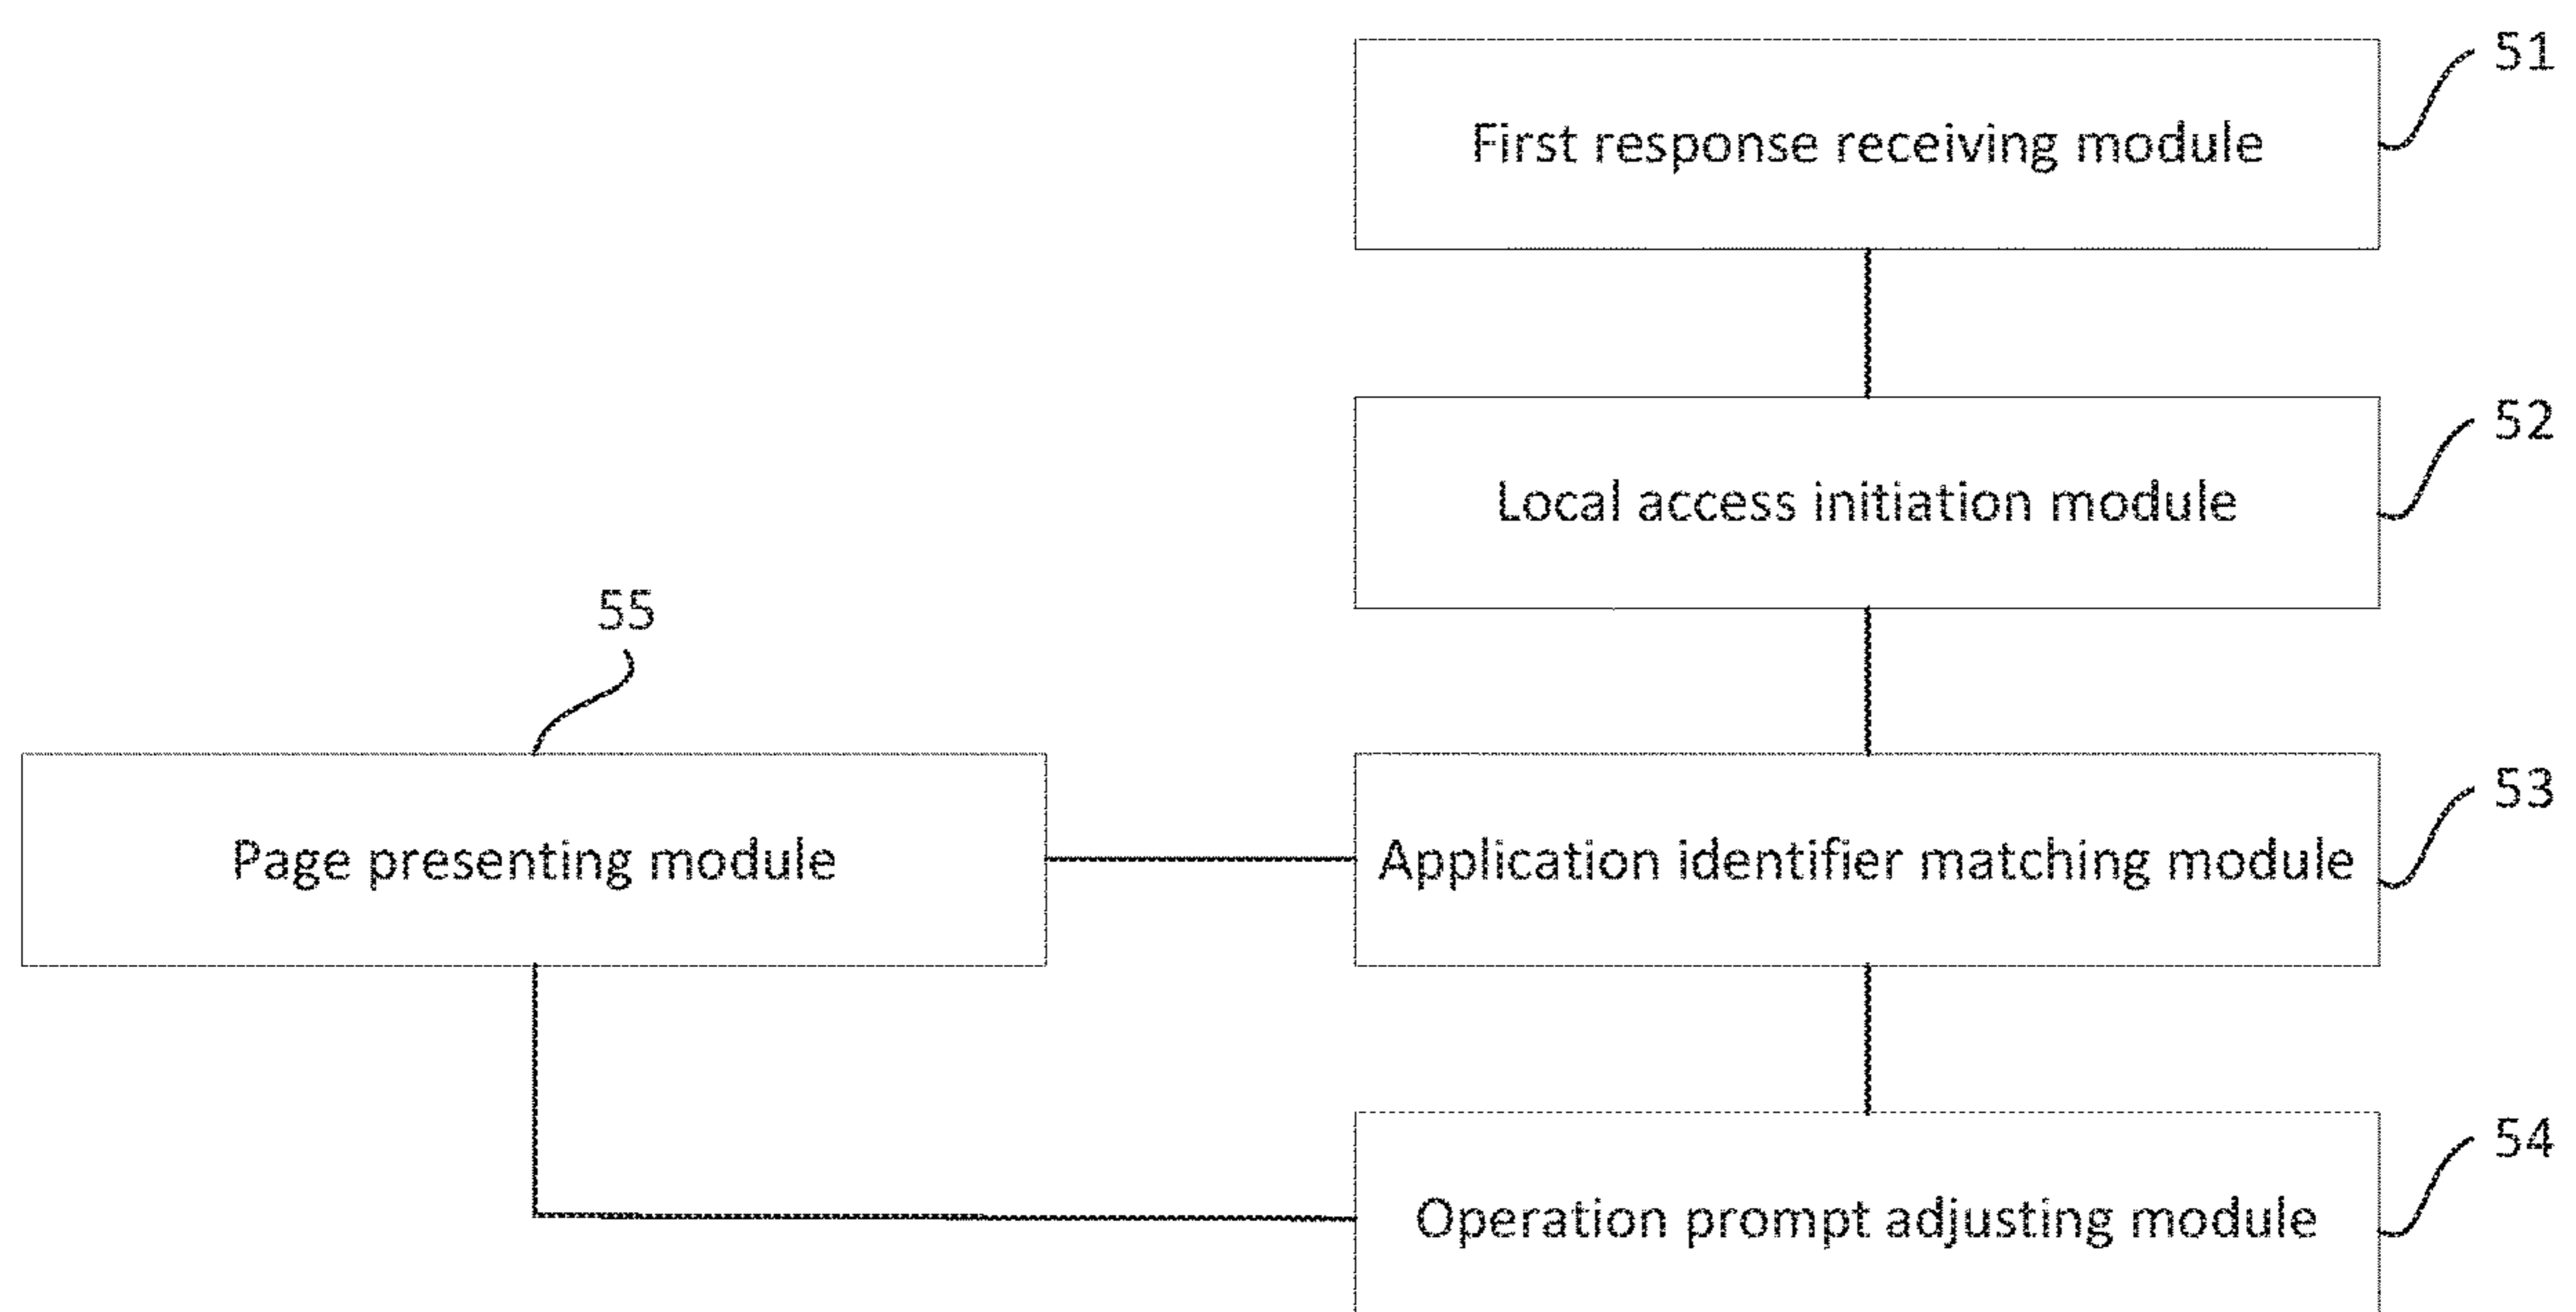 51
First response receiving module
52
Local access initiation module
55
53
Page presenting module
Application identifier matching module
54
Operation prompt adjusting module